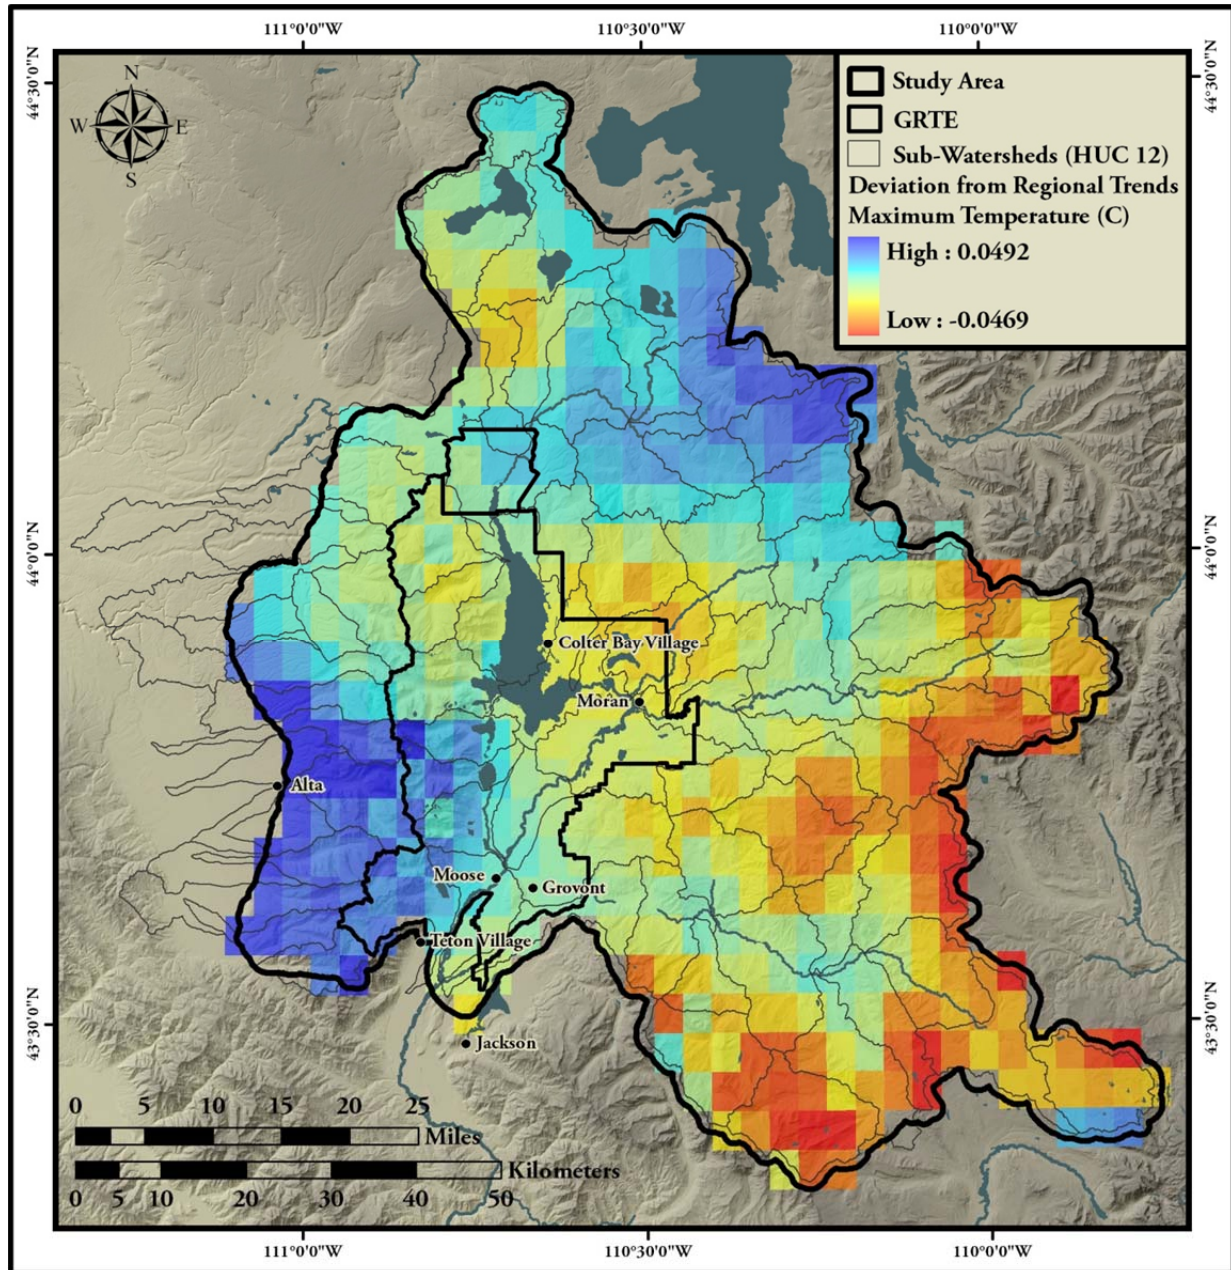 111°0'0"W
110°30'0"W
110°0'0"W
44°30'0"N
44°30'0"N
N
W
E
S
Study Area
GRTE
Sub-Watersheds (HUC 12)
Deviation from Regional Trends
Maximum Temperature (C)
High : 0.0492
Low : -0.0469
44°0'0"N
44°0'0"N
Colter Bay Village
Moran
Alta
Moose
Grovont
Teton Village
43°30'0"N
43°30'0"N
Jackson
0 5 10 15 20 25
Miles
Kilometers
0 5 10 20 30 40 50
111°0'0"W
110°30'0"W
110°0'0"W